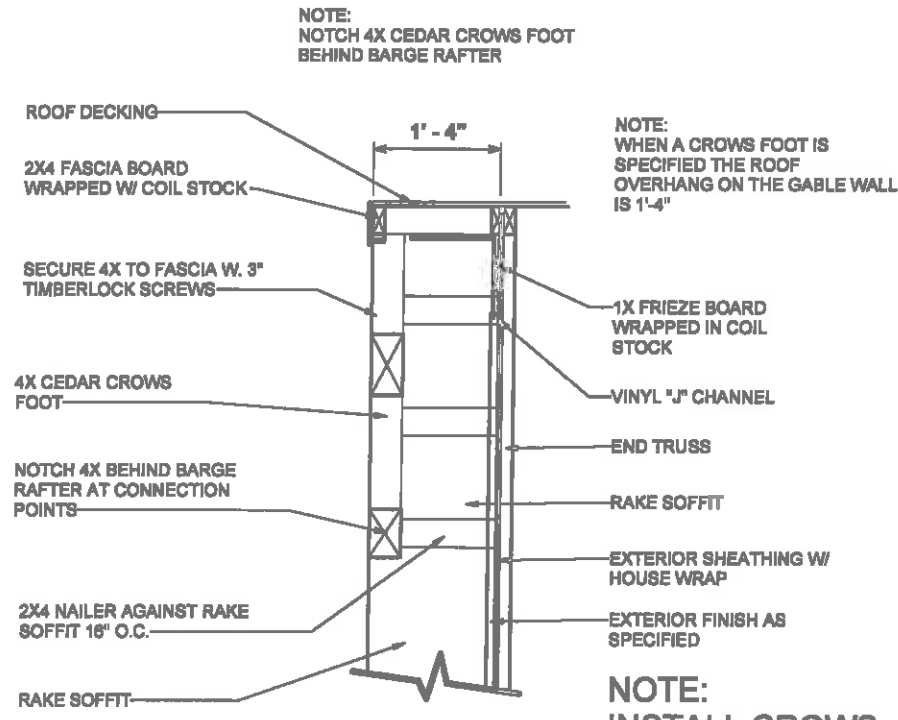 NOTE:
NOTCH 4X CEDAR CROWS FOOT
BEHIND BARGE RAFTER
ROOF DECKING
1' - 4"
NOTE:
WHEN A CROWS FOOT IS
SPECIFIED THE ROOF
OVERHANG ON THE GABLE WALL
IS 1'-4"
2X4 FASCIA BOARD
WRAPPED W/ COIL STOCK
SECURE 4X TO FASCIA W. 3"
TIMBERLOCK SCREWS
1X FRIEZE BOARD
WRAPPED IN COIL
STOCK
4X CEDAR CROWS
FOOT
VINYL "J" CHANNEL
END TRUSS
NOTCH 4X BEHIND BARGE
RAFTER AT CONNECTION
POINTS
RAKE SOFFIT
EXTERIOR SHEATHING W/
HOUSE WRAP
2X4 NAILER AGAINST RAKE
SOFFIT 16" O.C.
EXTERIOR FINISH AS
SPECIFIED
RAKE SOFFIT
NOTE:
INSTALL CROWS